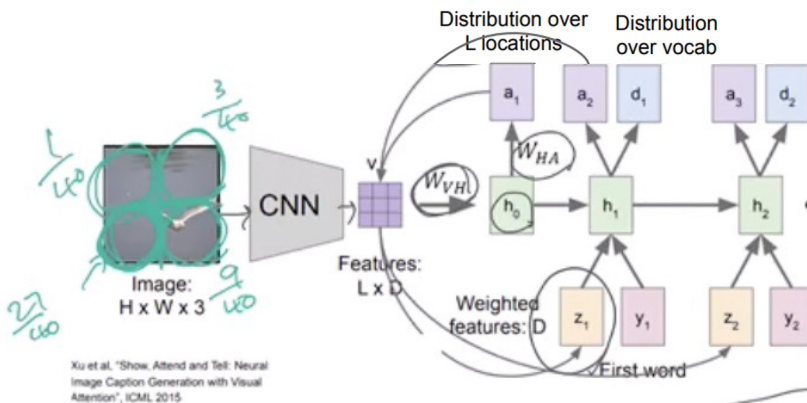 Distribution over
L locations
Distribution
over vocab
a1
a2
d1
a3
d2
3/40
1/40
27/40
9/40
CNN
V
W_VH
W_HA
h0
h1
h2
Image:
H x W x 3
Features:
L x D
Weighted
features: D
z1
y1
z2
y2
First word
Xu et al, "Show, Attend and Tell: Neural
Image Caption Generation with Visual
Attention", ICML 2015